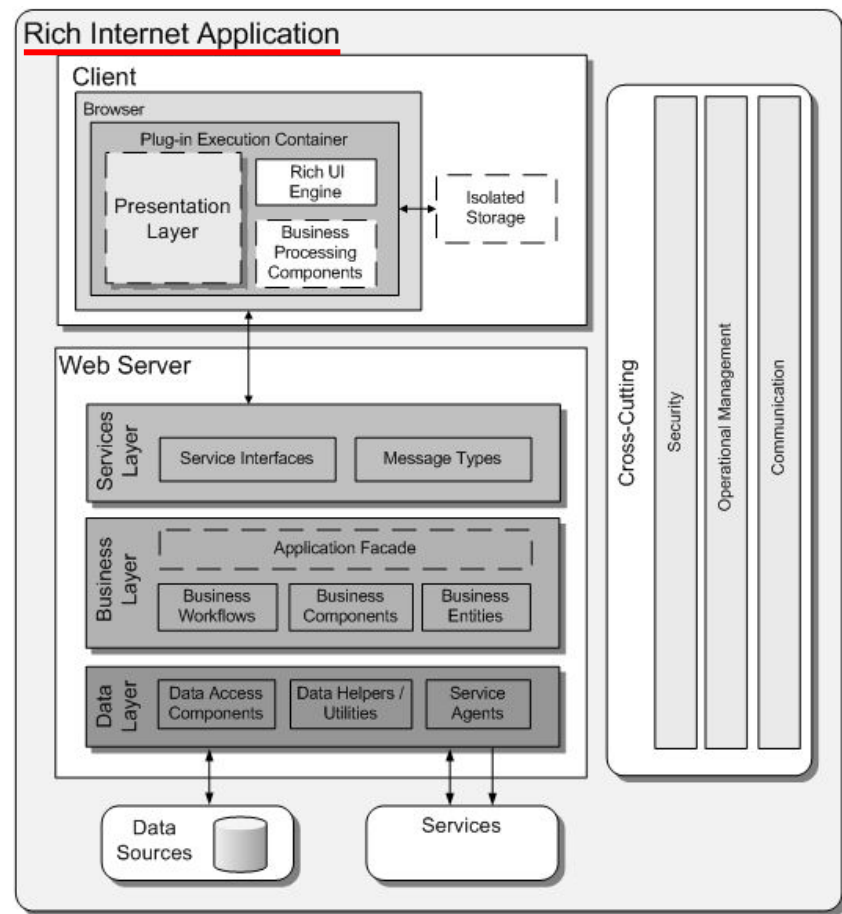 Rich Internet Application
Client
Browser
Plug-in Execution Container
Presentation
Layer
Rich UI
Engine
Business
Processing
Components
Isolated
Storage
Web Server
Services
Layer
Service Interfaces
Message Types
Business
Layer
Application Facade
Business
Workflows
Business
Components
Business
Entities
Data
Layer
Data Access
Components
Data Helpers /
Utilities
Service
Agents
Data
Sources
Services
Cross-Cutting
Security
Operational Management
Communication